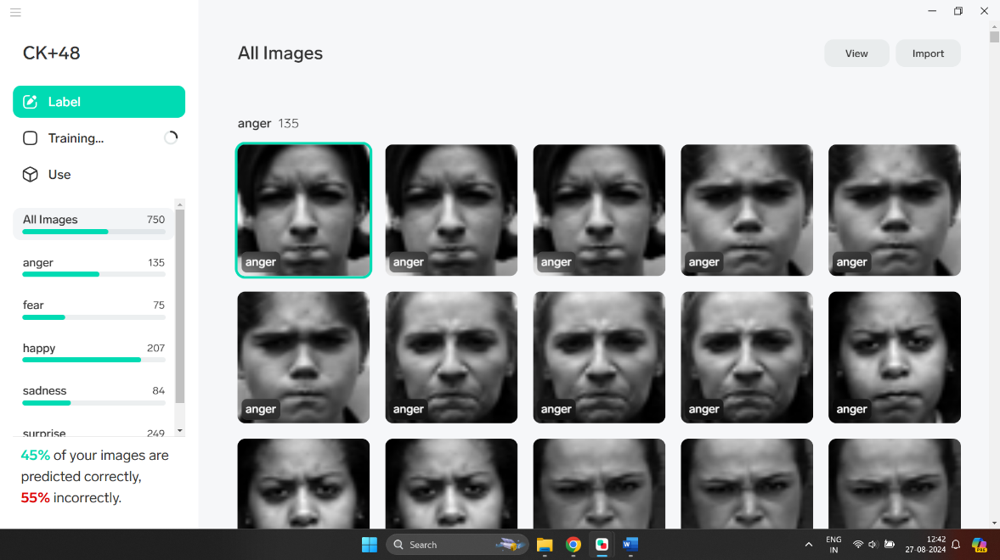 CK+48
Label
Training...
Use
All Images 750
anger 135
fear 75
happy 207
sadness 84
surprise 249
45% of your images are
predicted correctly,
55% incorrectly.
All Images
View
Import
anger 135
anger
anger
anger
anger
anger
anger
anger
anger
anger
anger
Search
ENG
IN
12:42
27-08-2024